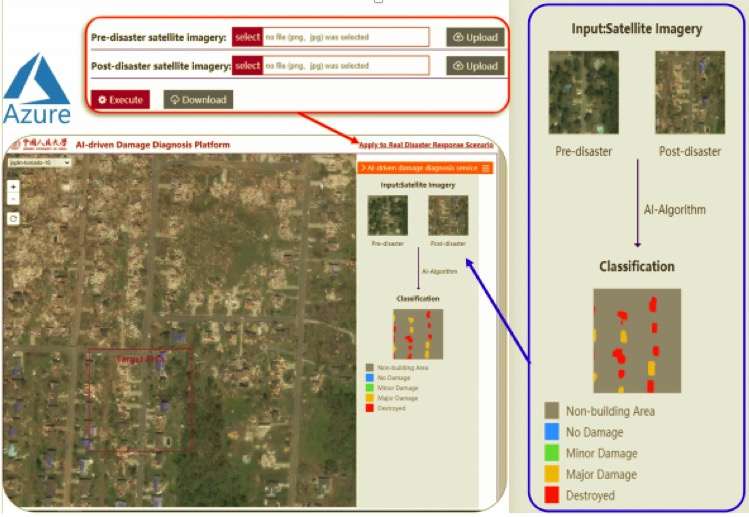 Pre-disaster satellite imagery: select no file (png, jpg) was selected Upload
Post-disaster satellite imagery: select no file (png, jpg) was selected Upload
Execute Download
Azure
中国人民大学 AI-driven Damage Diagnosis Platform Apply to Real Disaster Response Scenario
joplin-tornado-16
+
-
Target Area
AI-driven damage diagnosis service
Input:Satellite Imagery
Pre-disaster Post-disaster
AI-Algorithm
Classification
Non-building Area
No Damage
Minor Damage
Major Damage
Destroyed
Input:Satellite Imagery
Pre-disaster Post-disaster
AI-Algorithm
Classification
Non-building Area
No Damage
Minor Damage
Major Damage
Destroyed